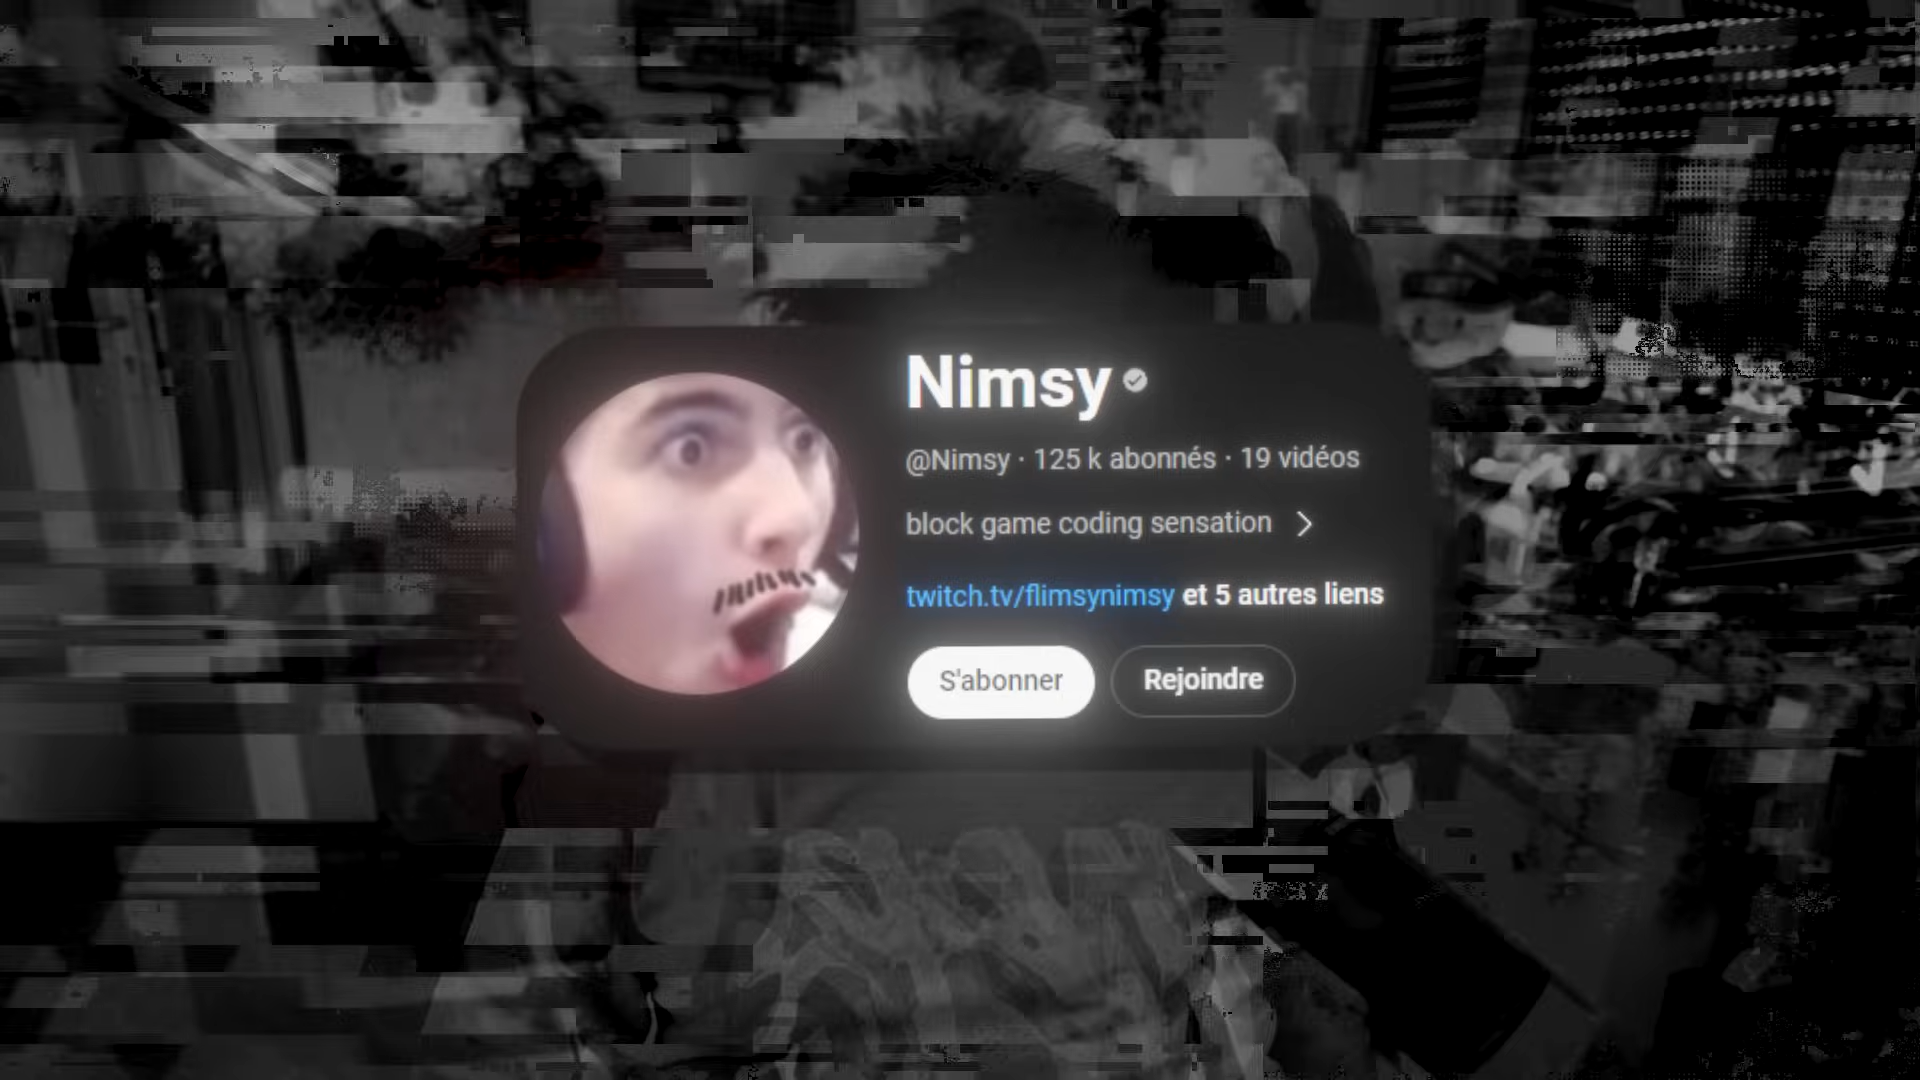 Nimsy
@Nimsy · 125 k abonnés · 19 vidéos
block game coding sensation
twitch.tv/flimsynimsy et 5 autres liens
S'abonner
Rejoindre